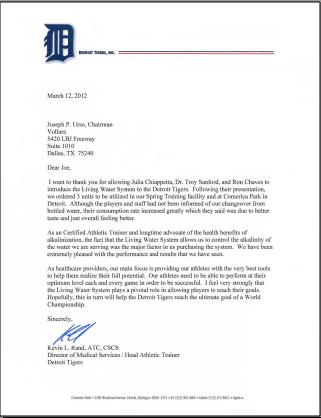 DETROIT TIGERS, INC.
March 12, 2012
Joseph P. Urso, Chairman
Vollara
5420 LBJ Freeway
Suite 1010
Dallas, TX 75240
Dear Joe,
I want to thank you for allowing Julia Chiappetta, Dr. Troy Sanford, and Ron Chaves to
introduce the Living Water System to the Detroit Tigers. Following their presentation,
we ordered 3 units to be utilized in our Spring Training facility and at Comerica Park in
Detroit. Although the players and staff had not been informed of our changeover from
bottled water, their consumption rate increased greatly which they said was due to better
taste and just overall feeling better.
As an Certified Athletic Trainer and longtime advocate of the health benefits of
alkalinization, the fact that the Living Water System allows us to control the alkalinity of
the water we are serving was the major factor in purchasing the system. We have been
extremely pleased with the performance and results that we have seen.
As healthcare providers, our main focus is providing our athletes with the very best tools
to help them realize their full potential. Our athletes need to be able to perform at their
optimum level each and every game in order to be successful. I feel very strongly that
the Living Water System plays a pivotal role in allowing players to reach their goals.
Hopefully, this in turn will help the Detroit Tigers reach the ultimate goal of a World
Championship.
Sincerely,
Kevin L. Rand, ATC, CSCS
Director of Medical Services / Head Athletic Trainer
Detroit Tigers
Comerica Park • 2100 Woodward Avenue, Detroit, Michigan 48201